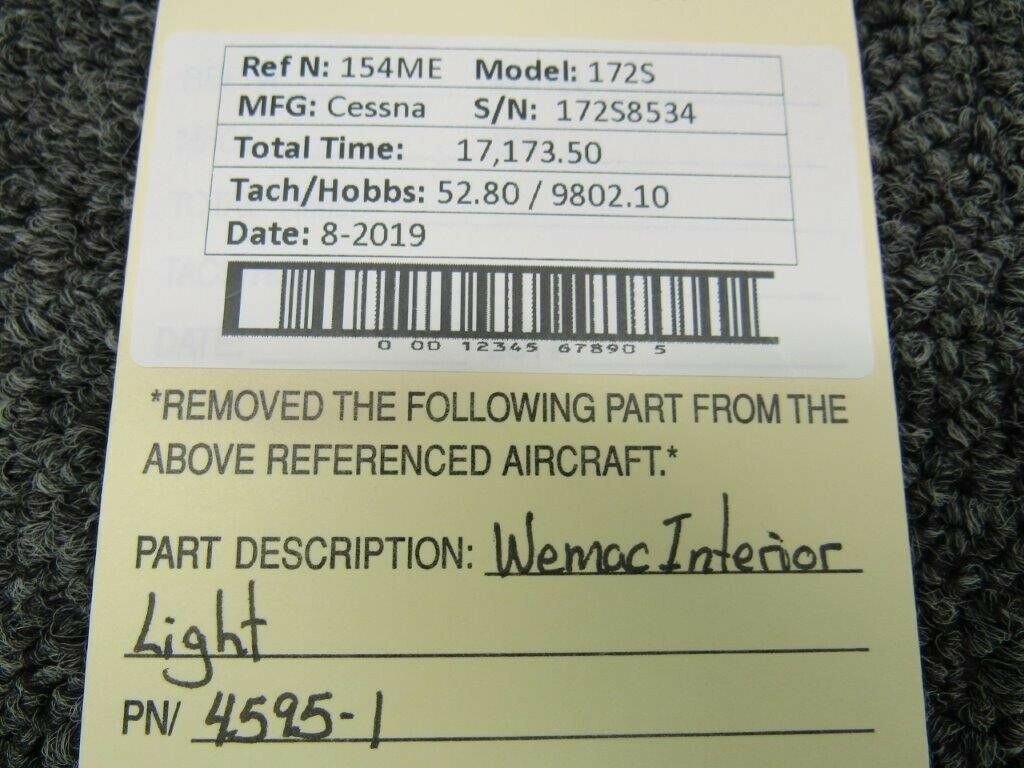 Ref N: 154ME Model: 172S
MFG: Cessna S/N: 172S8534
Total Time: 17,173.50
Tach/Hobbs: 52.80 / 9802.10
Date: 8-2019
0 00 12345 67890 5
*REMOVED THE FOLLOWING PART FROM THE
ABOVE REFERENCED AIRCRAFT.*
PART DESCRIPTION: Wemac Interior
Light
PN/ 4595-1